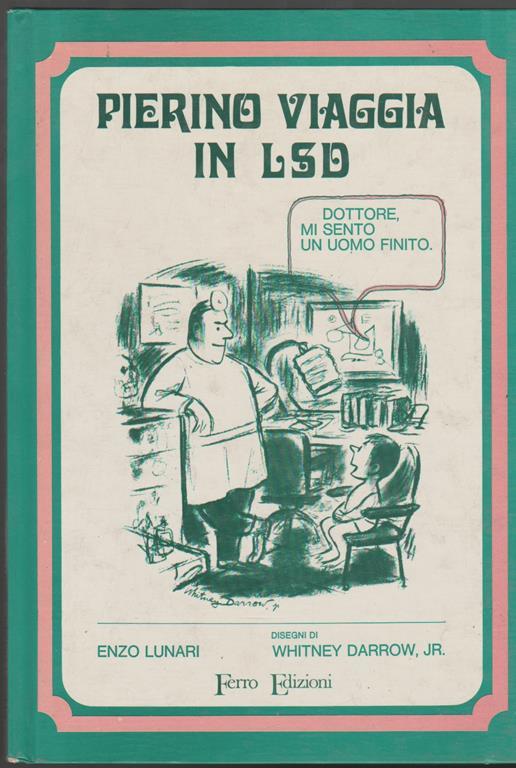 PIERINO VIAGGIA
IN LSD
DOTTORE,
MI SENTO
UN UOMO FINITO.
Whitney Darrow, Jr
ENZO LUNARI
DISEGNI DI
WHITNEY DARROW, JR.
Ferro Edizioni